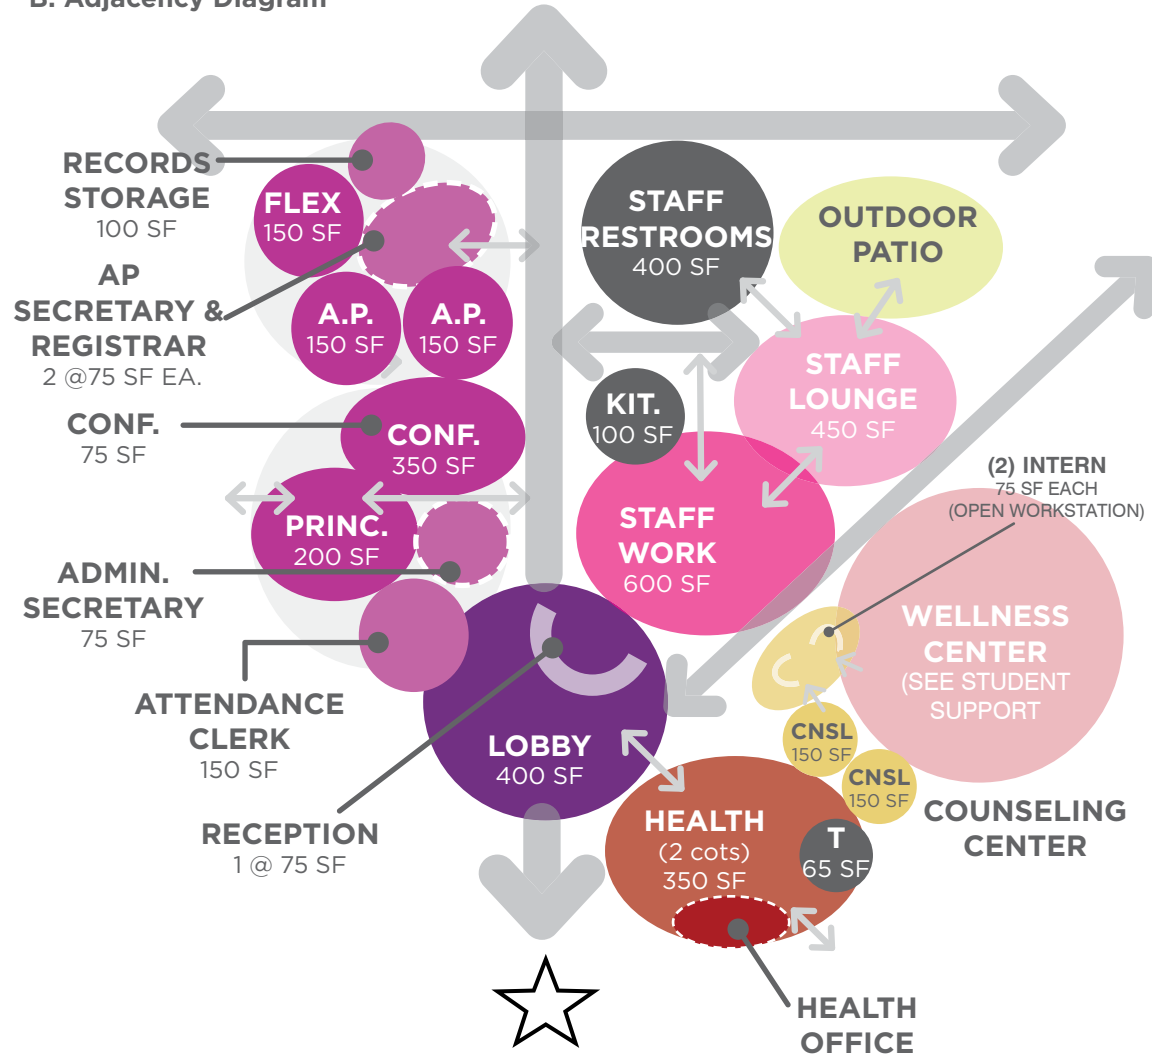 B. Adjacency Diagram
RECORDS
STORAGE
100 SF
FLEX
150 SF
AP
SECRETARY &
REGISTRAR
2 @75 SF EA.
A.P.
150 SF
A.P.
150 SF
CONF.
75 SF
CONF.
350 SF
PRINC.
200 SF
ADMIN.
SECRETARY
75 SF
ATTENDANCE
CLERK
150 SF
RECEPTION
1 @ 75 SF
LOBBY
400 SF
STAFF
RESTROOMS
400 SF
OUTDOOR
PATIO
STAFF
LOUNGE
450 SF
KIT.
100 SF
STAFF
WORK
600 SF
(2) INTERN
75 SF EACH
(OPEN WORKSTATION)
WELLNESS
CENTER
(SEE STUDENT
SUPPORT
CNSL
150 SF
CNSL
150 SF
COUNSELING
CENTER
HEALTH
(2 cots)
350 SF
T
65 SF
HEALTH
OFFICE